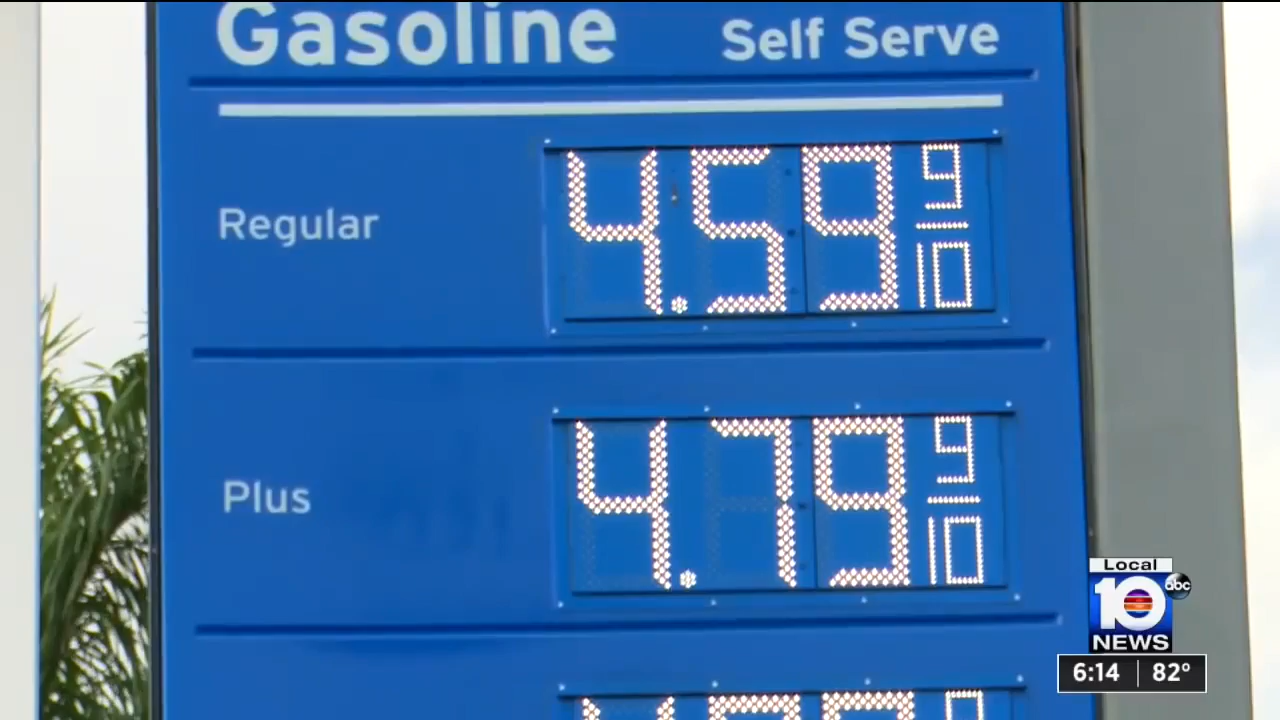 Gasoline Self Serve
Regular 4.59 9/10
Plus 4.79 9/10
Local
10 abc
NEWS
6:14 82°